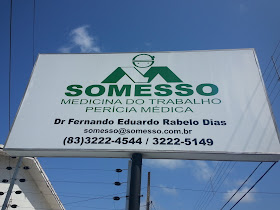 SOMESSO
MEDICINA DO TRABALHO
PERÍCIA MÉDICA
Dr Fernando Eduardo Rabelo Dias
somesso@somesso.com.br
(83)3222-4544 / 3222-5149